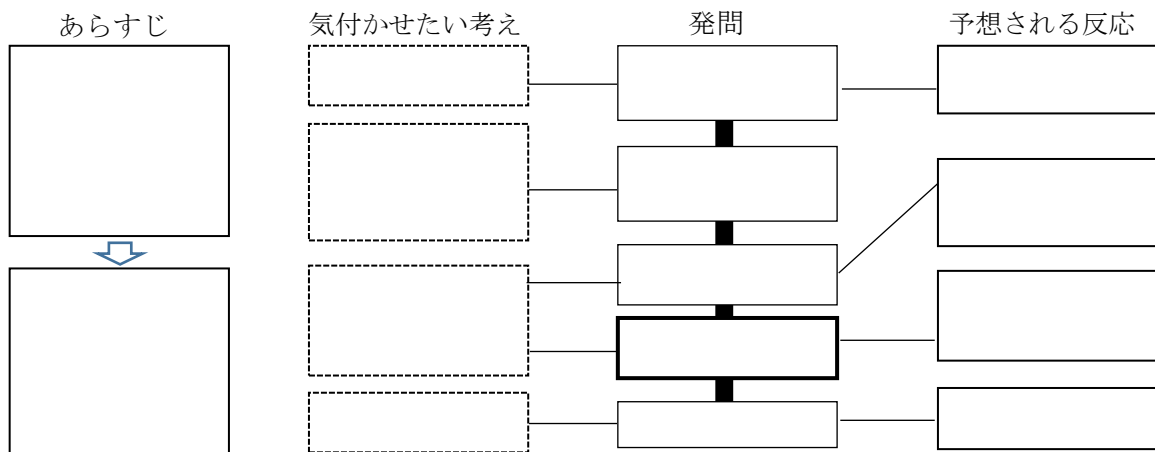 あらすじ
気付かせたい考え
発問
予想される反応